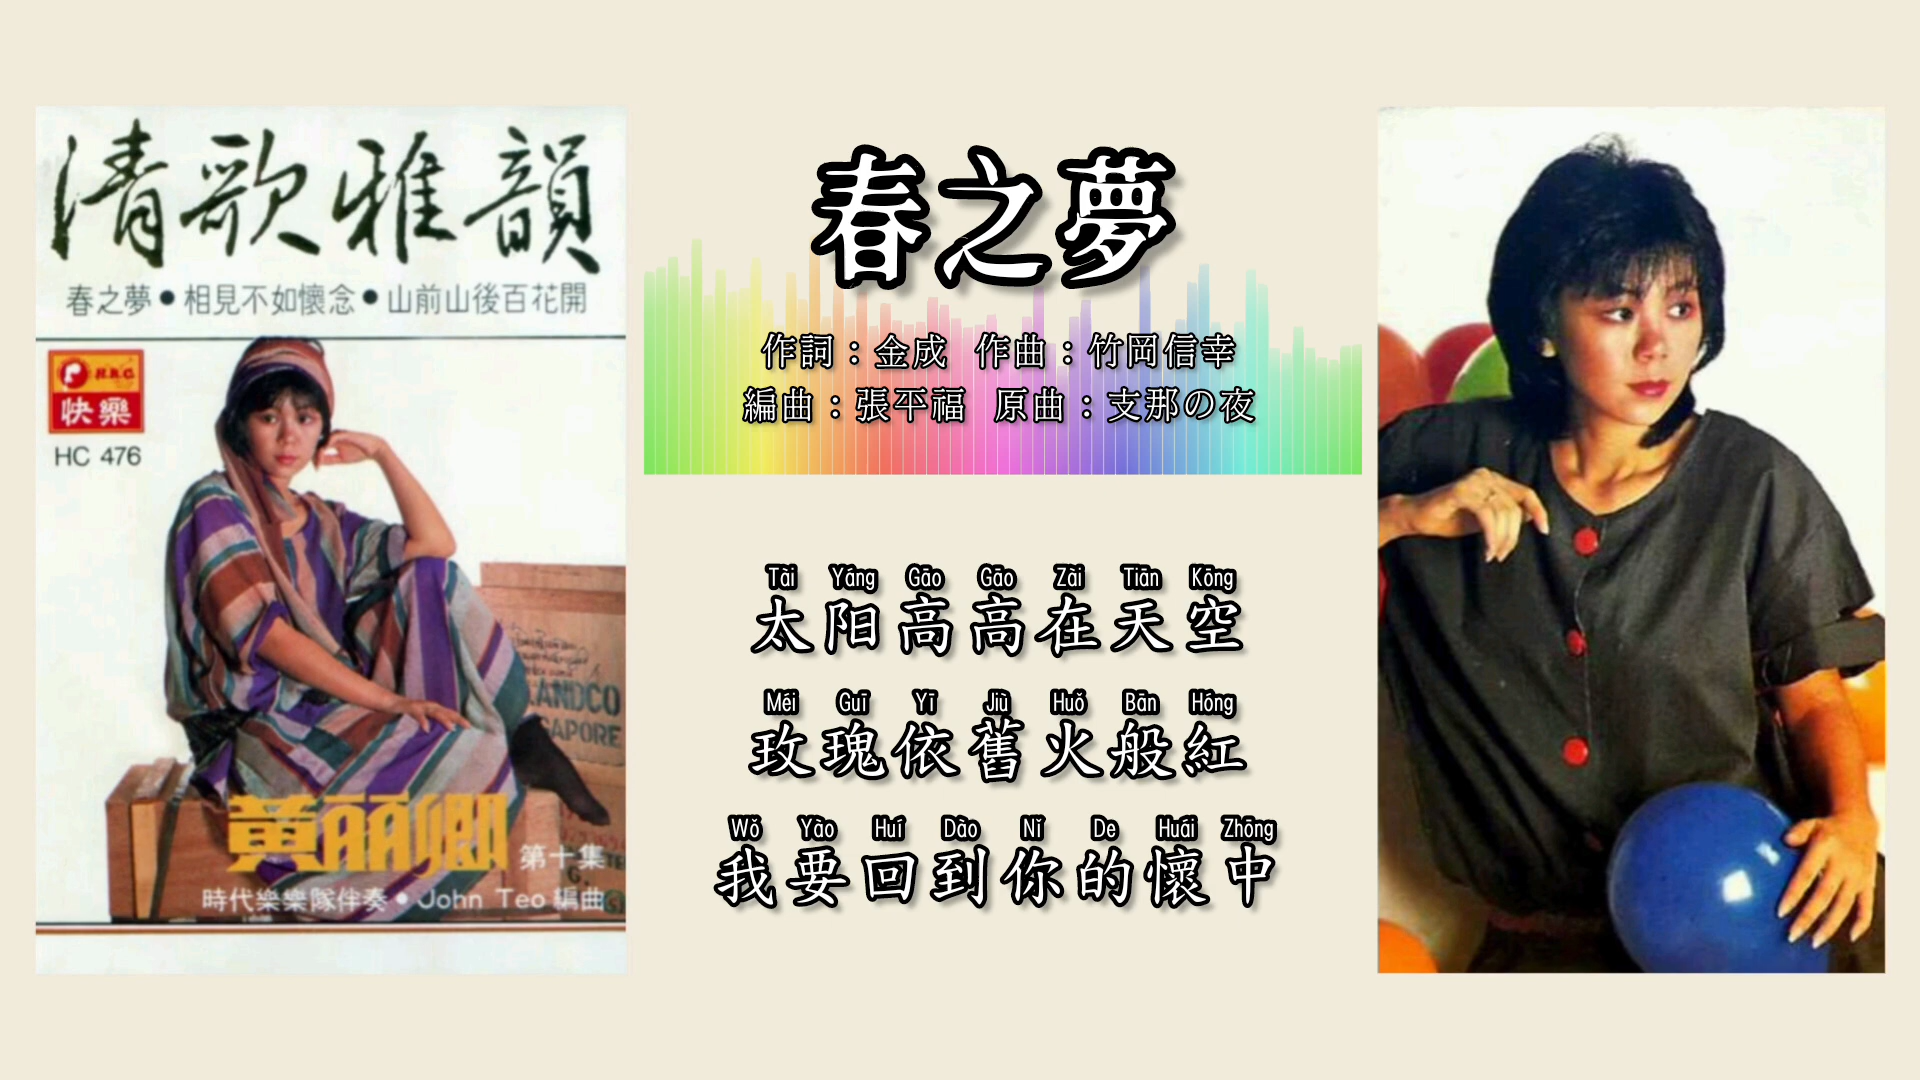 清歌雅韻
春之夢●相見不如懷念●山前山後百花開
H.R.C.
快樂
HC 476
LANDCO
GAPORE
黃丽卿
第十集
時代樂樂隊伴奏●John Teo 編曲
春之夢
作詞：金成 作曲：竹岡信幸
編曲：張平福 原曲：支那の夜
Tài Yáng Gāo Gāo Zài Tiān Kōng
太阳高高在天空
Méi Guī Yī Jiù Huǒ Bān Hóng
玫瑰依舊火般紅
Wǒ Yào Huí Dào Nǐ De Huái Zhōng
我要回到你的懷中